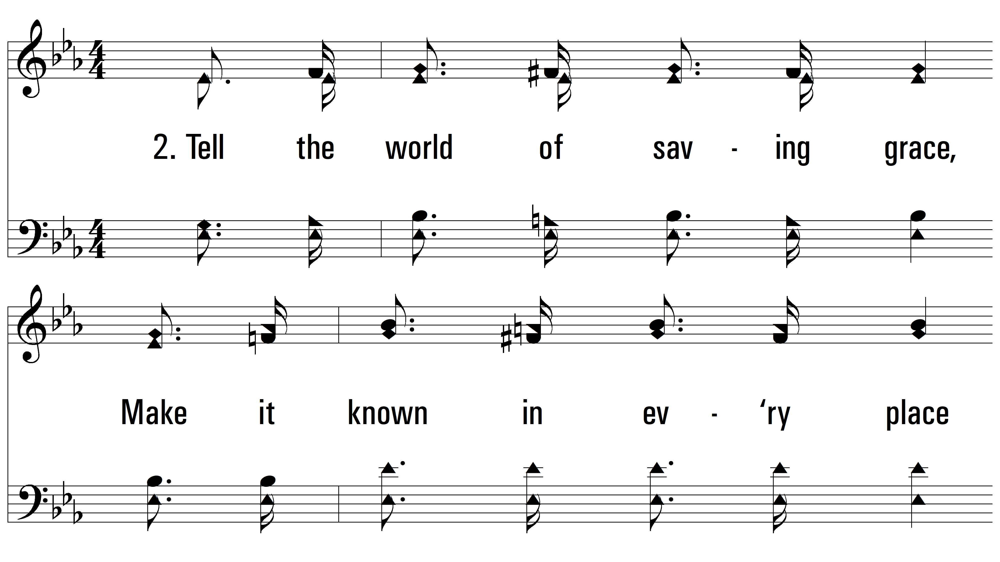 2. Tell the world of sav - ing grace,
Make it known in ev - ‘ry place